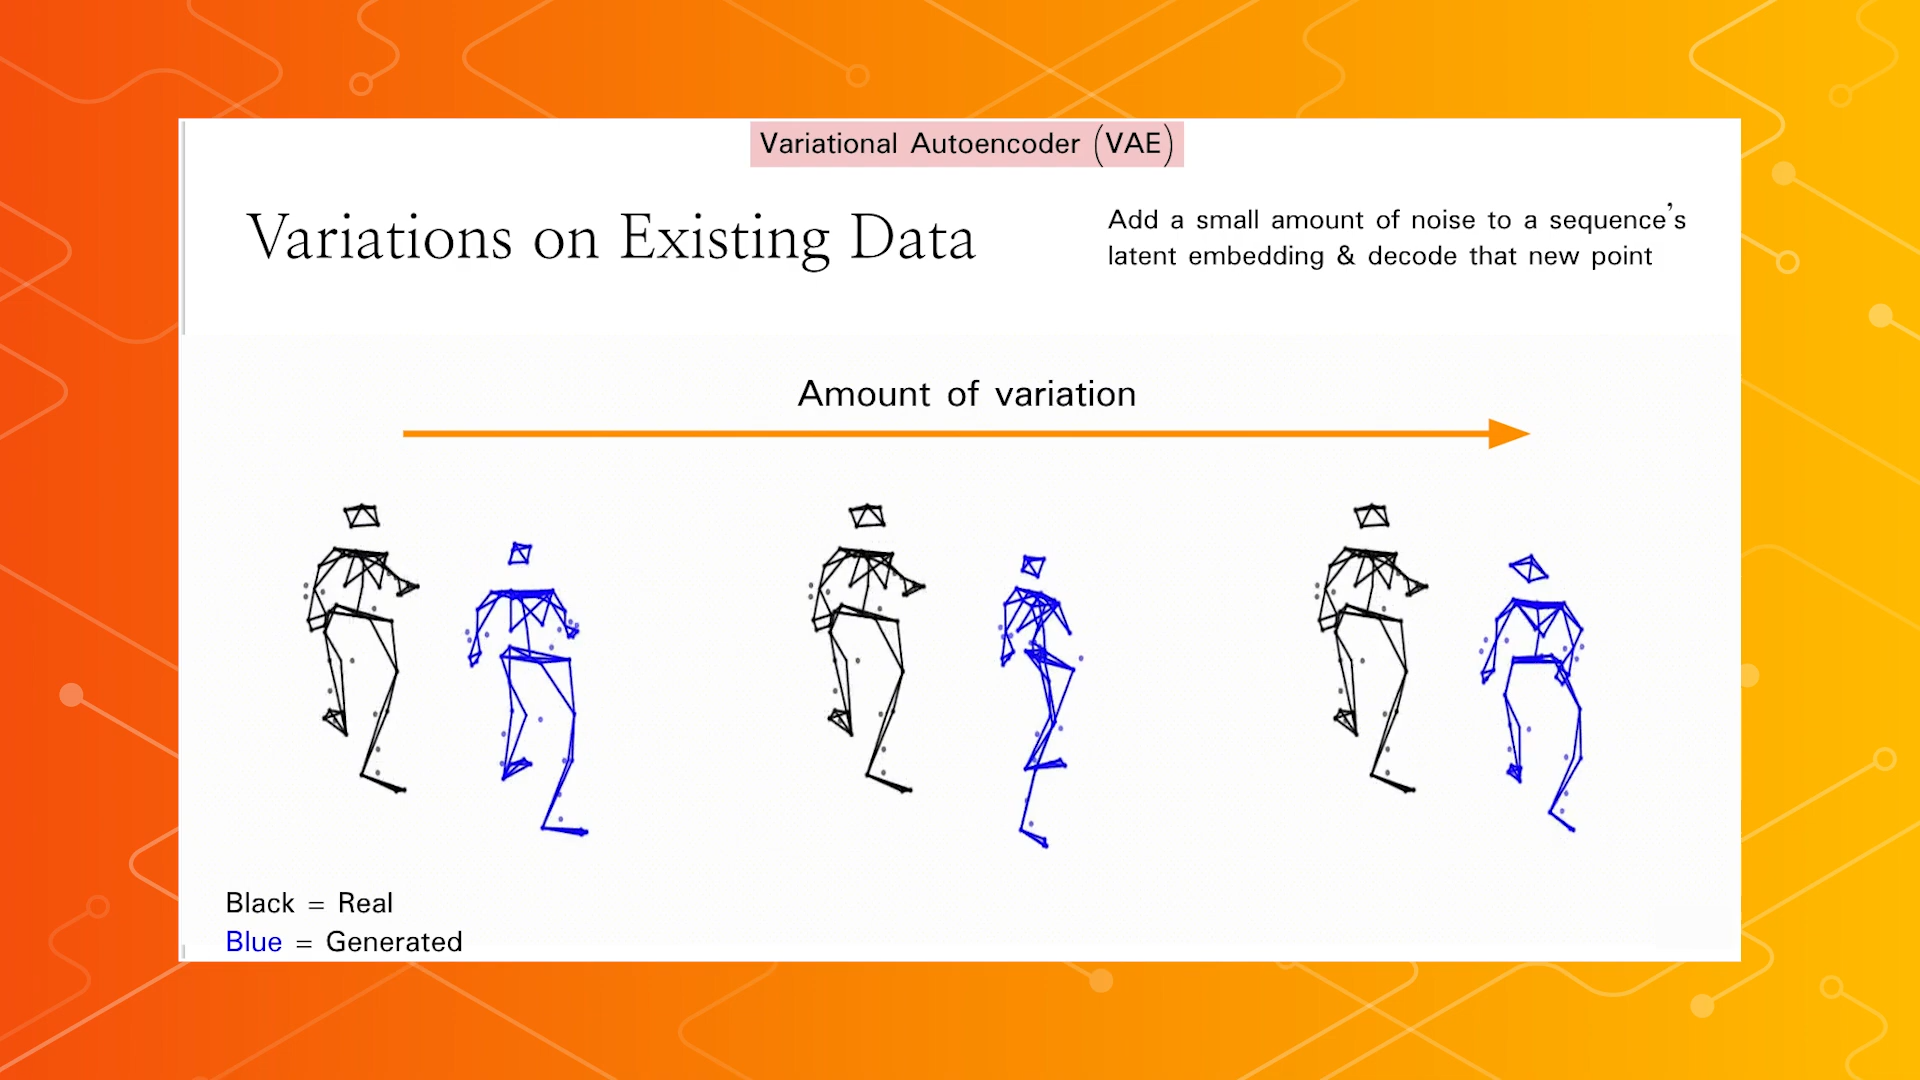 Variational Autoencoder (VAE)
Variations on Existing Data
Add a small amount of noise to a sequence's
latent embedding & decode that new point
Amount of variation
Black = Real
Blue = Generated